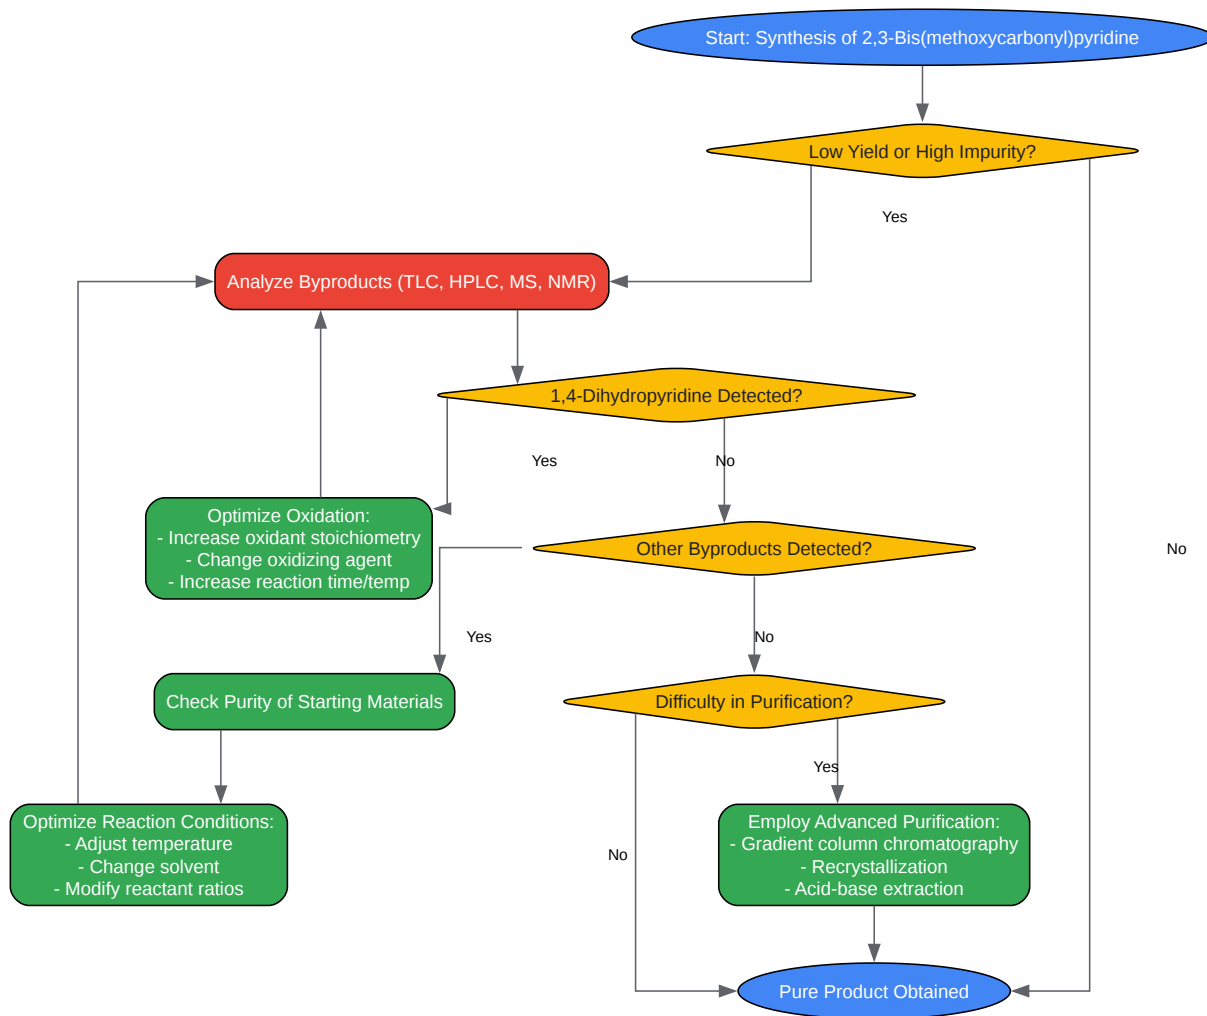 Start: Synthesis of 2,3-Bis(methoxycarbonyl)pyridine
Low Yield or High Impurity?
Yes
Analyze Byproducts (TLC, HPLC, MS, NMR)
1,4-Dihydropyridine Detected?
Yes
No
Optimize Oxidation:
- Increase oxidant stoichiometry
- Change oxidizing agent
- Increase reaction time/temp
Other Byproducts Detected?
No
Yes
No
Check Purity of Starting Materials
Difficulty in Purification?
Yes
Optimize Reaction Conditions:
- Adjust temperature
- Change solvent
- Modify reactant ratios
No
Employ Advanced Purification:
- Gradient column chromatography
- Recrystallization
- Acid-base extraction
Pure Product Obtained